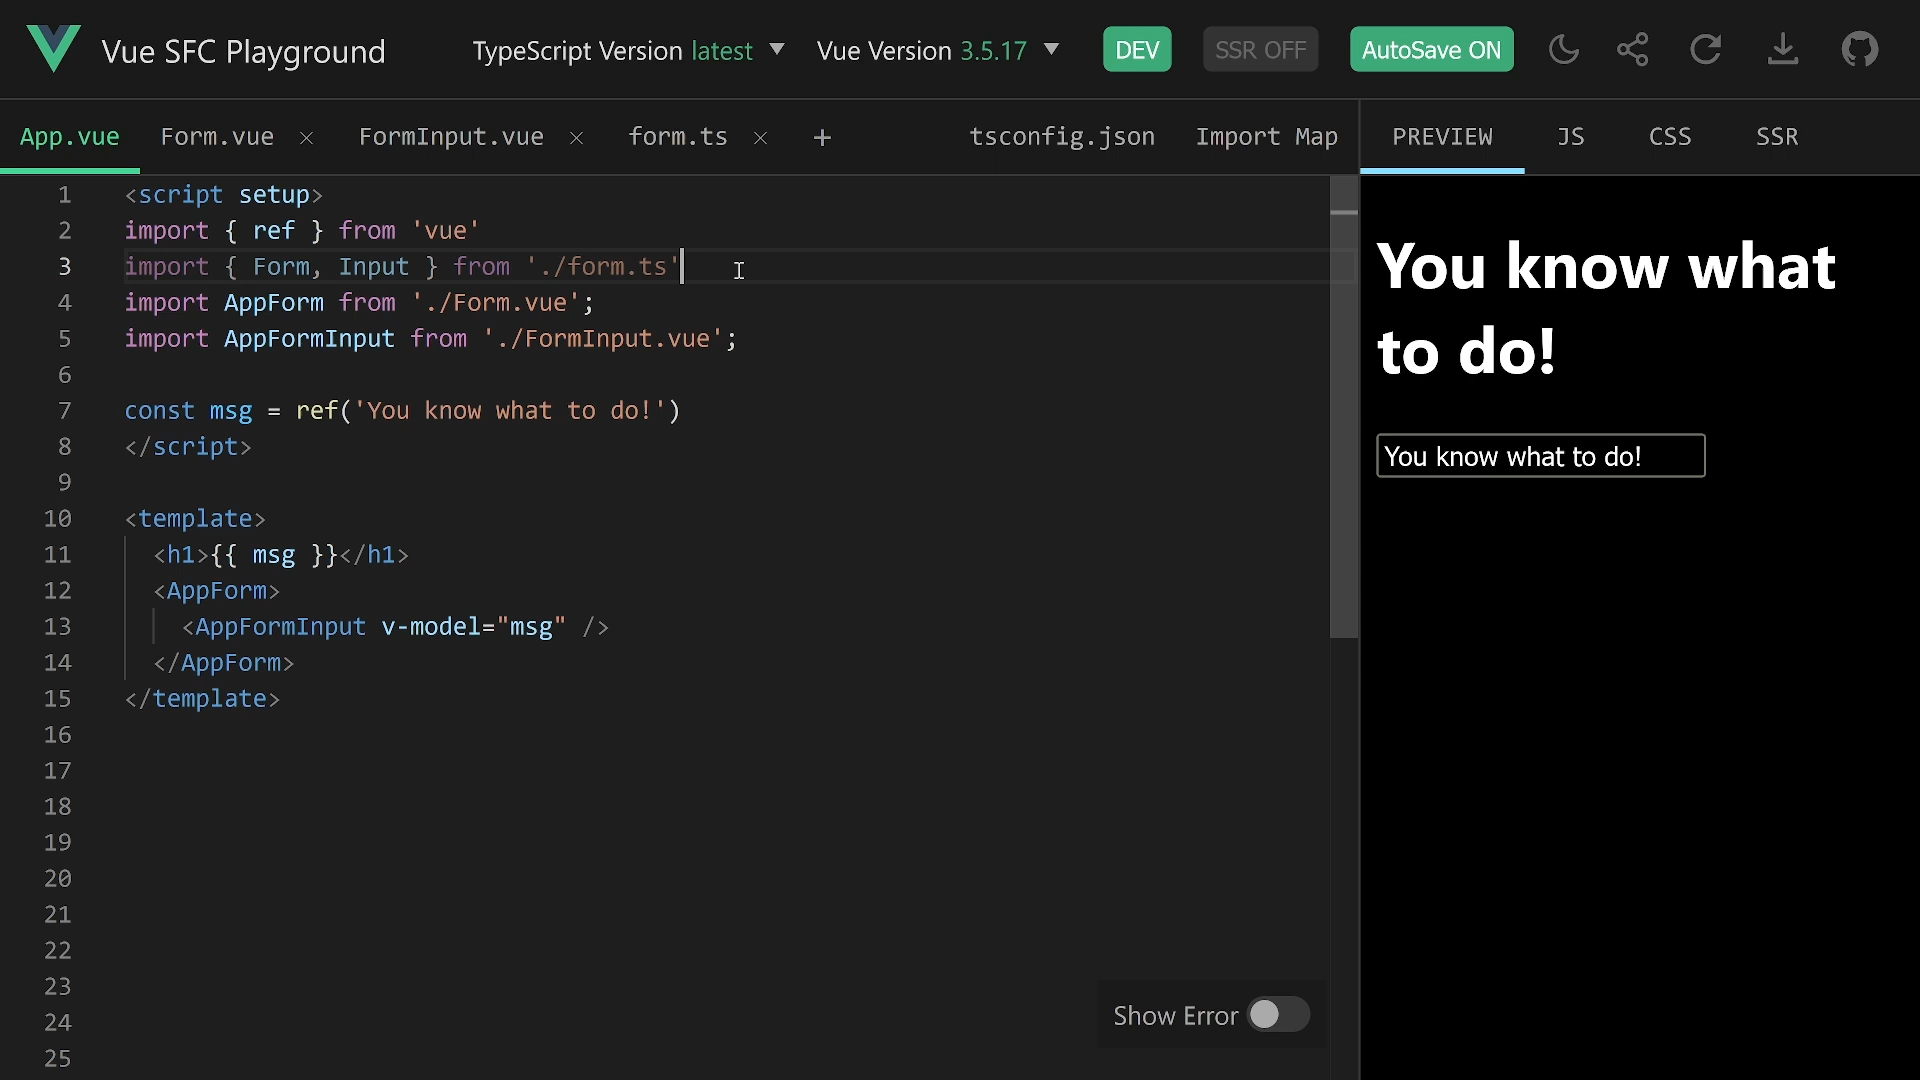 Vue SFC Playground
TypeScript Version latest
Vue Version 3.5.17
DEV
SSR OFF
AutoSave ON
App.vue
Form.vue ×
FormInput.vue ×
form.ts ×
+
tsconfig.json
Import Map
PREVIEW
JS
CSS
SSR
1 <script setup>
2 import { ref } from 'vue'
3 import { Form, Input } from './form.ts'
4 import AppForm from './Form.vue';
5 import AppFormInput from './FormInput.vue';
6
7 const msg = ref('You know what to do!')
8 </script>
9
10 <template>
11 <h1>{{ msg }}</h1>
12 <AppForm>
13 <AppFormInput v-model="msg" />
14 </AppForm>
15 </template>
16
17
18
19
20
21
22
23
24
25
Show Error
You know what
to do!
You know what to do!